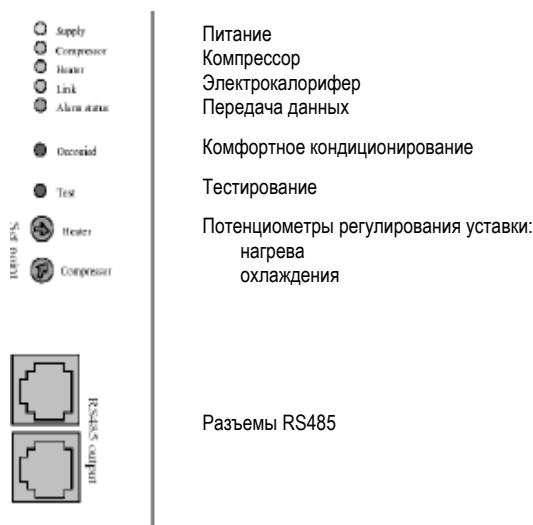 Supply
Compressor
Heater
Link
Alarm status
Occupied
Test
Set point
Heater
Compressor
RS485 output
Питание
Компрессор
Электрокалорифер
Передача данных
Комфортное кондиционирование
Тестирование
Потенциометры регулирования уставки:
нагрева
охлаждения
Разъемы RS485